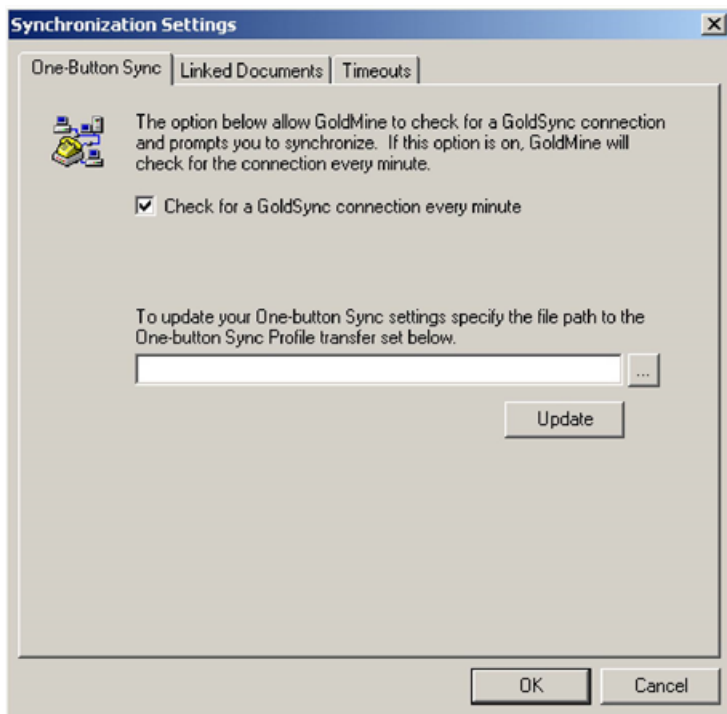 Synchronization Settings
One-Button Sync
Linked Documents
Timeouts
The option below allow GoldMine to check for a GoldSync connection
and prompts you to synchronize. If this option is on, GoldMine will
check for the connection every minute.
Check for a GoldSync connection every minute
To update your One-button Sync settings specify the file path to the
One-button Sync Profile transfer set below.
...
Update
OK
Cancel